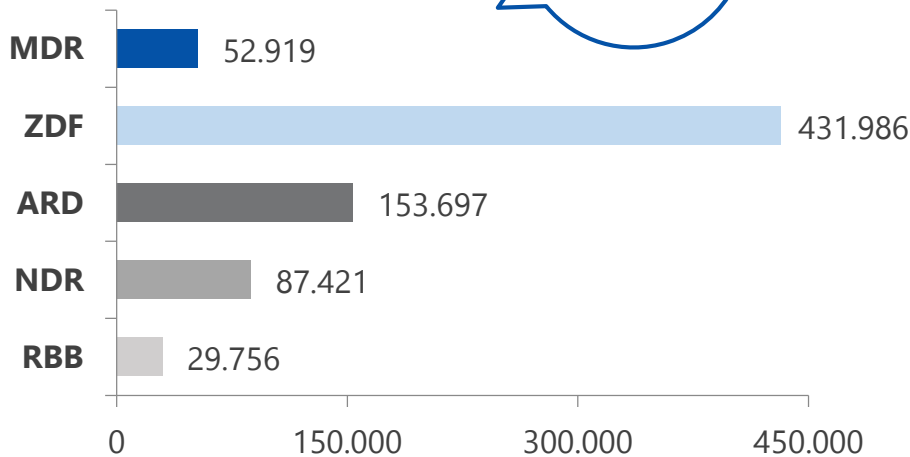 MDR 52.919
ZDF 431.986
ARD 153.697
NDR 87.421
RBB 29.756
0 150.000 300.000 450.000